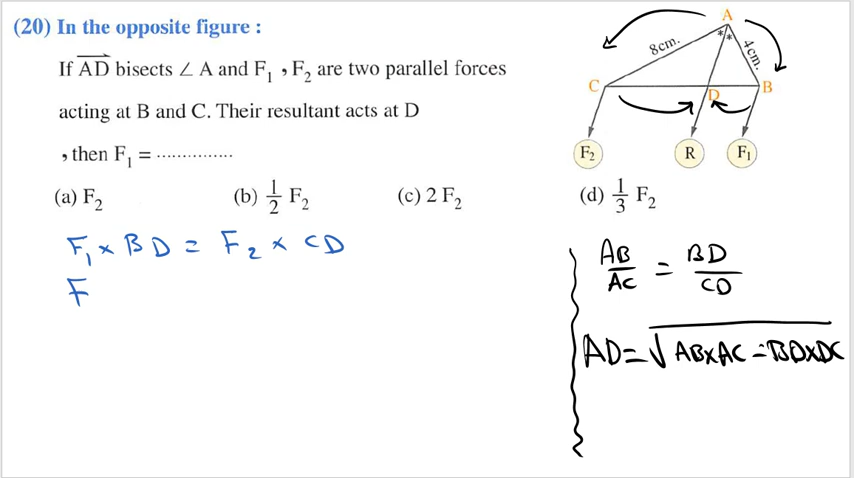 (20) In the opposite figure :
If AD bisects ∠ A and F₁ , F₂ are two parallel forces
acting at B and C. Their resultant acts at D
, then F₁ = ...............
(a) F₂ (b) 1/2 F₂ (c) 2 F₂ (d) 1/3 F₂
A
8cm.
4cm.
**
C
D
B
F₂
R
F₁
F₁ × BD = F₂ × CD
F
AB/AC = BD/CD
AD = √AB×AC - BD×DC